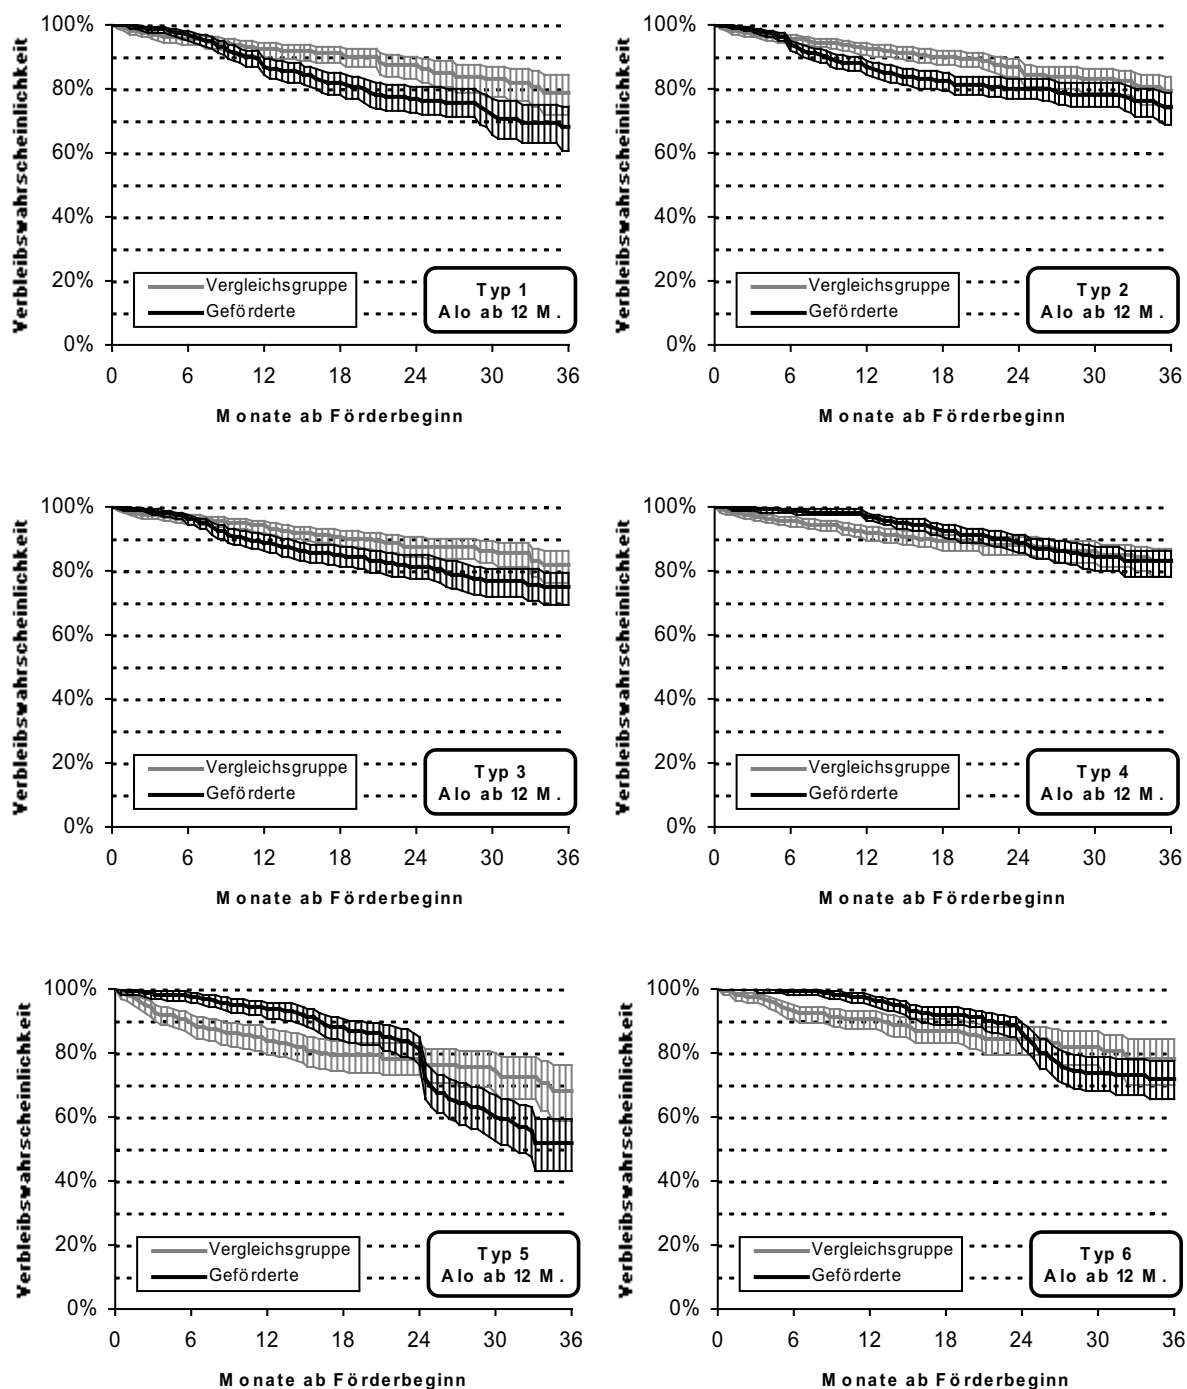 Verbleibswahrscheinlichkeit
100%
80%
60%
40%
20%
0%
Vergleichsgruppe
Geförderte
Typ 1
Alo ab 12 M.
0 6 12 18 24 30 36
Monate ab Förderbeginn
Verbleibswahrscheinlichkeit
100%
80%
60%
40%
20%
0%
Vergleichsgruppe
Geförderte
Typ 2
Alo ab 12 M.
0 6 12 18 24 30 36
Monate ab Förderbeginn
Verbleibswahrscheinlichkeit
100%
80%
60%
40%
20%
0%
Vergleichsgruppe
Geförderte
Typ 3
Alo ab 12 M.
0 6 12 18 24 30 36
Monate ab Förderbeginn
Verbleibswahrscheinlichkeit
100%
80%
60%
40%
20%
0%
Vergleichsgruppe
Geförderte
Typ 4
Alo ab 12 M.
0 6 12 18 24 30 36
Monate ab Förderbeginn
Verbleibswahrscheinlichkeit
100%
80%
60%
40%
20%
0%
Vergleichsgruppe
Geförderte
Typ 5
Alo ab 12 M.
0 6 12 18 24 30 36
Monate ab Förderbeginn
Verbleibswahrscheinlichkeit
100%
80%
60%
40%
20%
0%
Vergleichsgruppe
Geförderte
Typ 6
Alo ab 12 M.
0 6 12 18 24 30 36
Monate ab Förderbeginn